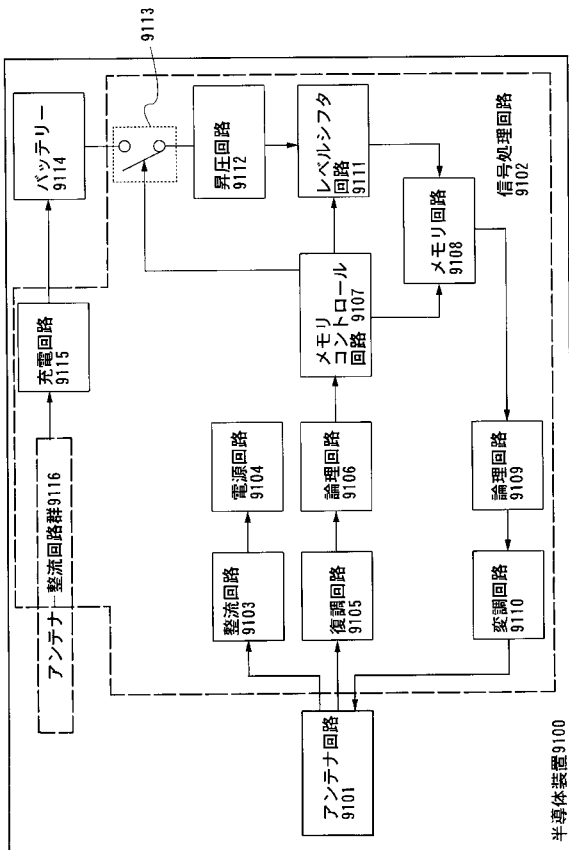 アンテナ 整流回路群9116
充電回路
9115
バッテリー
9114
9113
昇圧回路
9112
レベルシフタ
回路
9111
メモリ
コントロール
回路 9107
メモリ回路
9108
信号処理回路
9102
整流回路
9103
電源回路
9104
復調回路
9105
論理回路
9106
アンテナ回路
9101
変調回路
9110
論理回路
9109
半導体装置9100